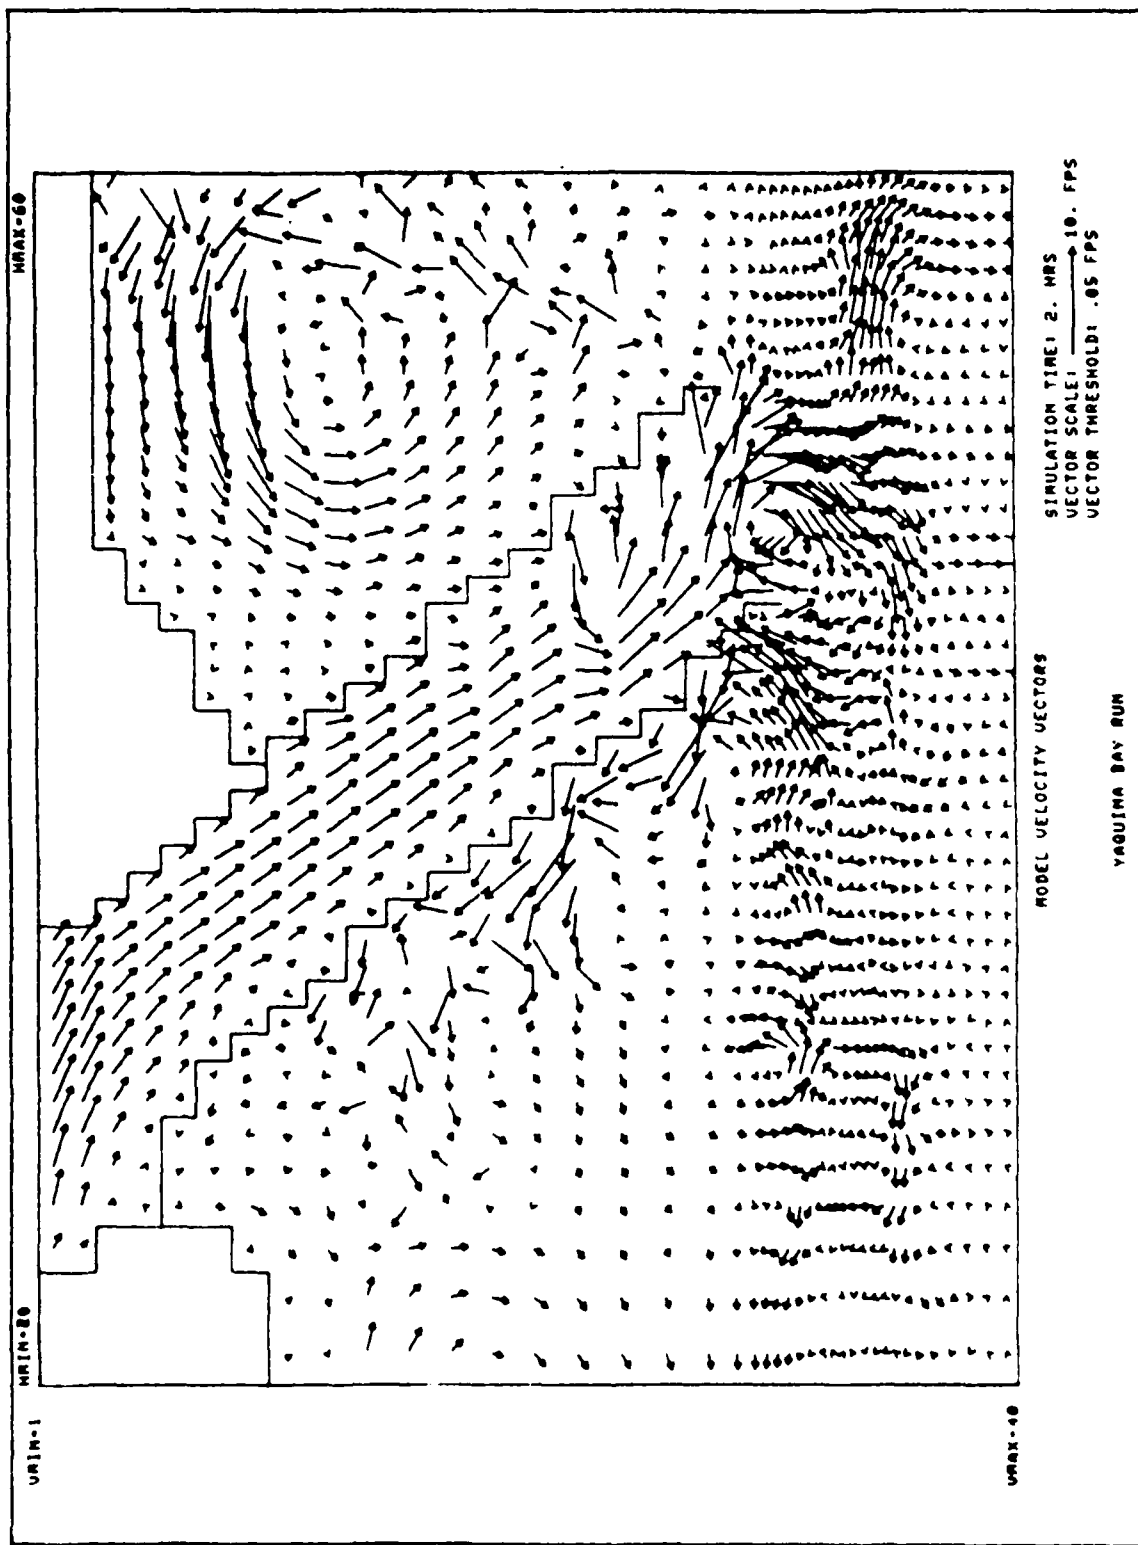 VMIN=1
HMIN=20
HMAX=60
VMAX=40
MODEL VELOCITY VECTORS
SIMULATION TIME: 2. HRS
VECTOR SCALE: 10. FPS
VECTOR THRESHOLD: .05 FPS
YAQUINA BAY RUN